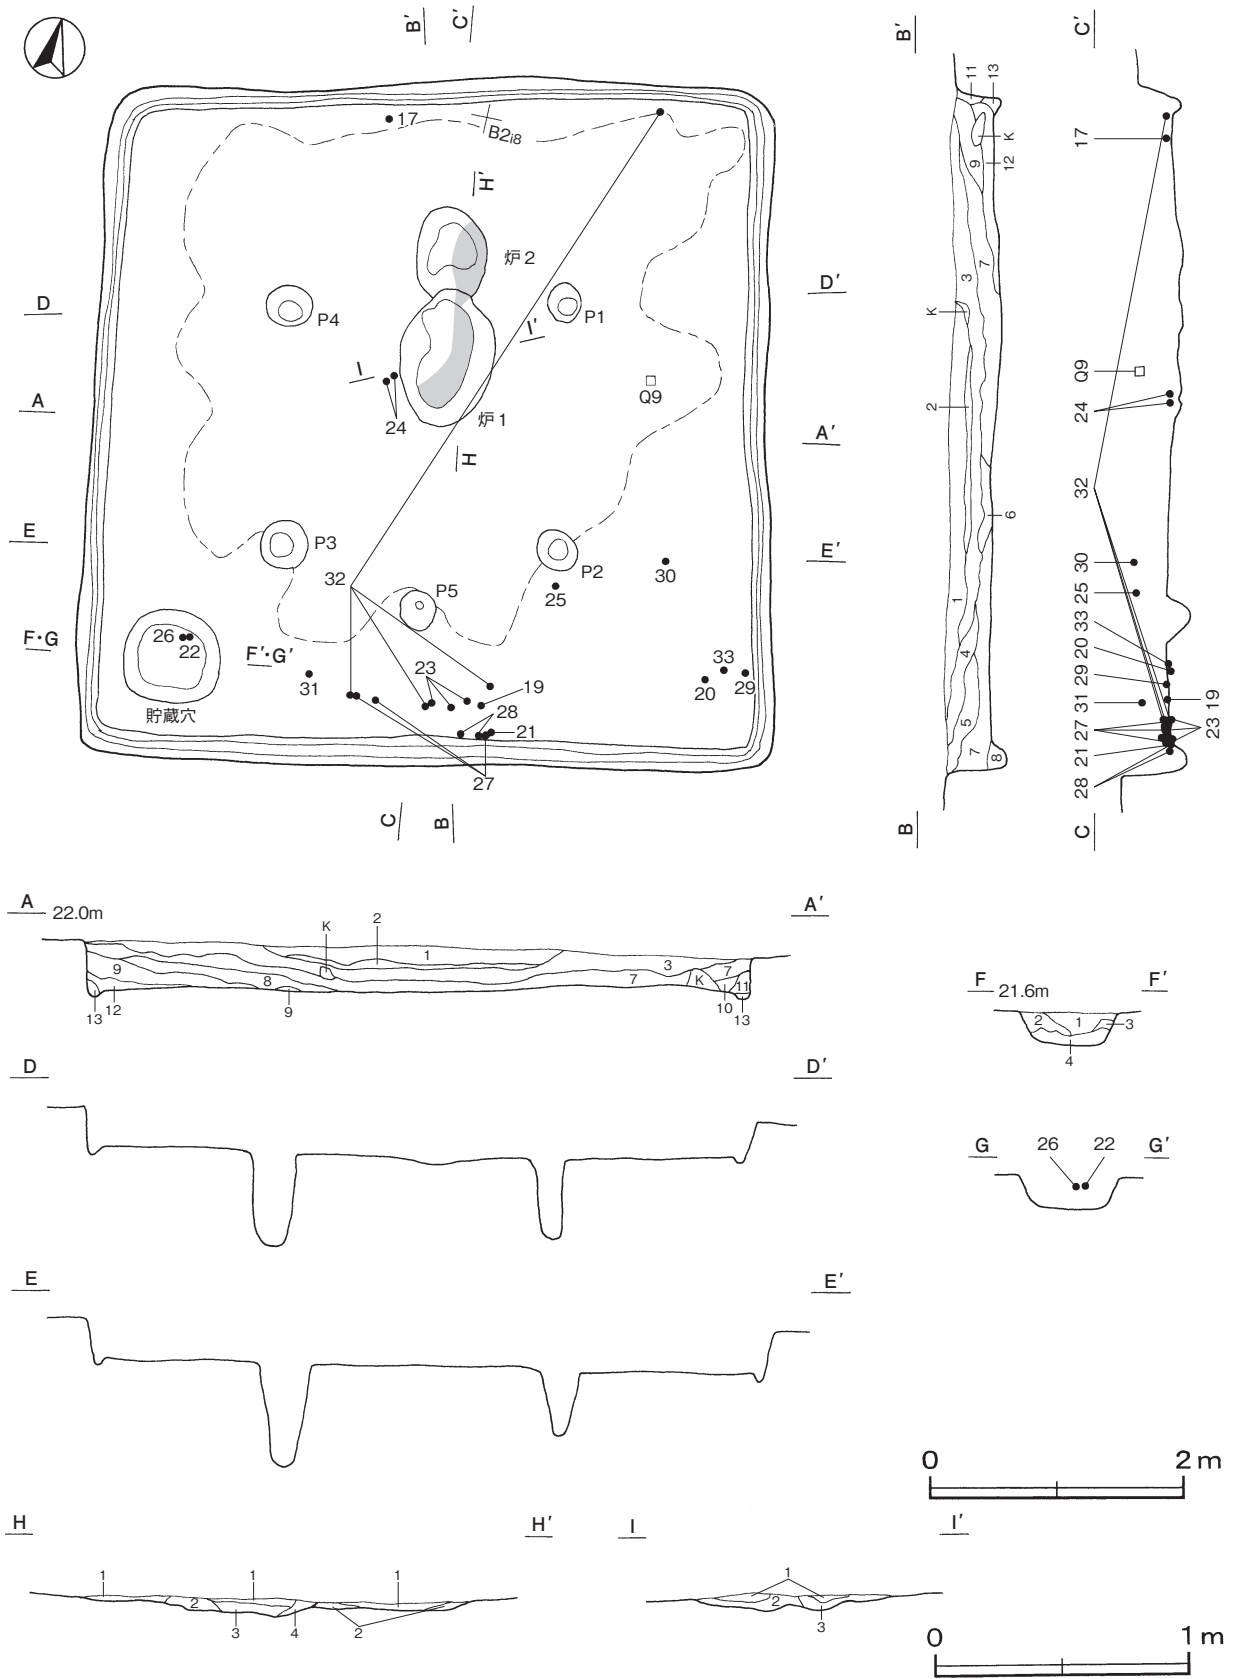 B′ C′
17
B2i8
H′
炉2
D D′
P4
P1
I′
I
Q9
A A′
24
炉1
H
E E′
P3
P2
32
30
25
P5
F・G
26 22
F′・G′
31
23
19
33
20 29
28
21
貯蔵穴
27
C B
B′
11 13
K
9
12
7
3
K
2
6
1
4
5
7 8
B
C′
17
Q9
24
32
30
25
33
20
29
31 19
27 23
21
28
C
A 22.0m A′
K 2
1
3
9 7
8 7 K
11
13 12 9 10 13
D D′
E E′
F 21.6m F′
2 1 3
4
G 26 22 G′
0 2m
H H′
1 1 1
2
3 4 2
I I′
1
2
3
0 1m